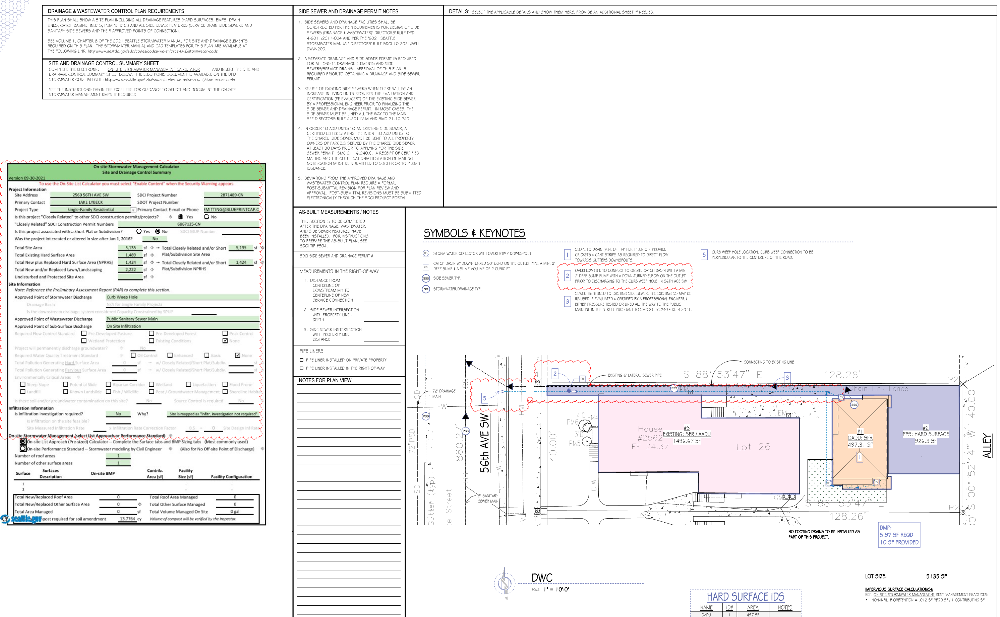 DRAINAGE & WASTEWATER CONTROL PLAN REQUIREMENTS
THIS PLAN SHALL SHOW A SITE PLAN INCLUDING ALL DRAINAGE FEATURES (HARD SURFACES, BMPS, DRAIN
LINES, CATCH BASINS, INLETS, PUMPS, ETC.) AND ALL SIDE SEWER FEATURES (SERVICE DRAIN SIDE SEWERS AND
SANITARY SIDE SEWERS AND THEIR APPROVED POINTS OF CONNECTION).
SEE VOLUME 1, CHAPTER 8 OF THE 2021 SEATTLE STORMWATER MANUAL FOR SITE AND DRAINAGE ELEMENTS
REQUIRED ON THIS PLAN. THE STORWMATER MANUAL AND CAD TEMPLATES FOR THIS PLAN ARE AVAILABLE AT
THE FOLLOWING LINK: http://www.seattle.gov/sdci/codes/codes-we-enforce-(a-z)/stormwater-code
SITE AND DRAINAGE CONTROL SUMMARY SHEET
COMPLETE THE ELECTRONIC ON-SITE STORMWATER MANAGEMENT CALCULATOR AND INSERT THE SITE AND
DRAINAGE CONTROL SUMMARY SHEET BELOW. THE ELECTRONIC DOCUMENT IS AVAILABLE ON THE DPD
STORMWATER CODE WEBSITE: http://www.seattle.gov/sdci/codes/codes-we-enforce-(a-z)/stormwater-code
SEE THE INSTRUCTIONS TAB IN THE EXCEL FILE FOR GUIDANCE TO SELECT AND DOCUMENT THE ON-SITE
STORMWATER MANAGEMENT BMPS IF REQUIRED.
On-site Stormwater Management Calculator
Site and Drainage Control Summary
Version 09-30-2021
To use the On-Site List Calculator you must select "Enable Content" when the Security Warning appears.
Project Information
Site Address 2560 56TH AVE SW SDCI Project Number 2871489-CN
Primary Contact JAKE LYBECK SDOT Project Number
Project Type Single-Family Residential Primary Contact E-mail or Phone RMITTING@BLUEPRINTCAP.C
Is this project "Closely Related" to other SDCI construction permits/projects? Yes No
"Closely Related" SDCI Construction Permit Numbers 6867125-CN
Is this project associated with a Short Plat or Subdivision? Yes No SDCI MUP Number
Was the project lot created or altered in size after Jan 1, 2016? No
Total Site Area 5,135 sf → Total Closely Related and/or Short 5,135 sf
Total Existing Hard Surface Area 1,489 sf Plat/Subdivision Site Area
Total New plus Replaced Hard Surface Area (NPRHS) 1,424 sf → Total Closely Related and/or Short 1,424 sf
Total New and/or Replaced Lawn/Landscaping 2,222 sf Plat/Subdivision NPRHS
Undisturbed and Protected Site Area sf
Site Information
Note: Reference the Preliminary Assessment Report (PAR) to complete this section.
Approved Point of Stormwater Discharge Curb Weep Hole
Drainage Basin N/A for Single Family Projects
Is the downstream drainage system considered Capacity Constrained by SPU?
Approved Point of Wastewater Discharge Public Sanitary Sewer Main
Approved Point of Sub-Surface Discharge On Site Infiltration
Required Flow Control Standard Pre-Developed Pasture Pre-Developed Forest Peak Control
Wetland Protection Existing Conditions None
Project will permanently discharge groundwater? No
Required Water Quality Treatment Standard Oil Control Enhanced Basic None
Total Pollution Generating Hard Surface Area 0 sf → w/ Closely Related/Short Plat/Subdiv. sf
Total Pollution Generating Pervious Surface Area 0 sf → w/ Closely Related/Short Plat/Subdiv. sf
Environmentally Critical Areas
Steep Slope Potential Slide Riparian Corridor Wetland Liquefaction Flood Prone
Landfill Known Landslide Fish / Wildlife Peat / Groundwater Management Shoreline Habita
Is there soil and/or groundwater contamination on this site? No Source Control is required No
Infiltration Information
Is infiltration investigation required? No Why? Site is mapped as "infitr. investigation not required"
Is infiltration on the site feasible?
Site Measured Infiltration Rate x Infiltration Rate Correction Factor 0.5 = 0 Site Design Inf Rate
On-site Stormwater Management (select List Approach or Performance Standard)
On-site List Approach (Pre-sized) Calculator -- Complete the Surface tabs and BMP Sizing tabs (Most commonly used)
On-site Performance Standard -- Stormwater modeling by Civil Engineer (Also for No Off-site Point of Discharge)
Number of roof areas 1
Number of other surface areas 1
Surface Surfaces Description On-site BMP Contrib. Area (sf) Facility Size (sf) Facility Configuration
1 -
2 -
Total New/Replaced Roof Area 0 Total Roof Area Managed 0
Total New/Replaced Other Surface Area 0 Total Other Surface Managed 0
Total Area Managed 0 sf Total Volume Managed On Site 0 gal
seattle.gov
post required for soil amendment 13.7764 cy Volume of compost will be verified by the Inspector.
SIDE SEWER AND DRAINAGE PERMIT NOTES
1. SIDE SEWERS AND DRAINAGE FACILITIES SHALL BE
CONSTRUCTED PER THE "REQUIREMENTS FOR DESIGN OF SIDE
SEWERS (DRAINAGE & WASTEWATER)" DIRECTORS' RULE DPD
4-2011/2011-004 AND PER THE "2021 SEATTLE
STORMWATER MANUAL" DIRECTORS' RULE SDCI 10-2021/SPU
DWW-200.
2. A SEPARATE DRAINAGE AND SIDE SEWER PERMIT IS REQUIRED
FOR ALL ONSITE DRAINAGE ELEMENTS AND SIDE
SEWERS/SERVICE DRAINS. APPROVAL OF THIS PLAN IS
REQUIRED PRIOR TO OBTAINING A DRAINAGE AND SIDE SEWER
PERMIT.
3. RE-USE OF EXISTING SIDE SEWERS WHEN THERE WILL BE AN
INCREASE IN LIVING UNITS REQUIRES THE EVALUATION AND
CERTIFICATION (PE EVAL/CERT) OF THE EXISTING SIDE SEWER
BY A PROFESSIONAL ENGINEER PRIOR TO FINALIZING THE
SIDE SEWER AND DRAINAGE PERMIT. IN MOST CASES, THE
SIDE SEWER MUST BE LINED ALL THE WAY TO THE MAIN.
SEE DIRECTORS RULE 4-2011V.M AND SMC 21.16.240.
4. IN ORDER TO ADD UNITS TO AN EXISTING SIDE SEWER, A
CERTIFIED LETTER STATING THE INTENT TO ADD UNITS TO
THE SHARED SIDE SEWER MUST BE SENT TO ALL PROPERTY
OWNERS OF PARCELS SERVED BY THE SHARED SIDE SEWER
AT LEAST 30 DAYS PRIOR TO APPLYING FOR THE SIDE
SEWER PERMIT. SMC 21.16.240.C. A RECEIPT OF CERTIFIED
MAILING AND THE CERTIFICATION/ATTESTATION OF MAILING
NOTIFICATION MUST BE SUBMITTED TO SDCI PRIOR TO PERMIT
ISSUANCE.
5. DEVIATIONS FROM THE APPROVED DRAINAGE AND
WASTEWATER CONTROL PLAN REQUIRE A FORMAL
POST-SUBMITTAL REVISION FOR PLAN REVIEW AND
APPROVAL. POST-SUBMITTAL REVISIONS MUST BE SUBMITTED
ELECTRONICALLY THROUGH THE SDCI PROJECT PORTAL.
AS-BUILT MEASUREMENTS / NOTES
THIS SECTION IS TO BE COMPLETED
AFTER THE DRAINAGE, WASTEWATER,
AND SIDE SEWER FEATURES HAVE
BEEN INSTALLED. FOR INSTRUCTIONS
TO PREPARE THE AS-BUILT PLAN, SEE
SDCI TIP #504.
SDCI SIDE SEWER AND DRAINAGE PERMIT #
MEASUREMENTS IN THE RIGHT-OF-WAY
1. DISTANCE FROM
CENTERLINE OF
DOWSTREAM MH TO
CENTERLINE OF NEW
SERVICE CONNECTION
2. SIDE SEWER INTERSECTION
WITH PROPERTY LINE -
DEPTH
3. SIDE SEWER INSTERSECTION
WITH PROPERTY LINE -
DISTANCE
PIPE LINERS
PIPE LINER INSTALLED ON PRIVATE PROPERTY
PIPE LINER INSTALLED IN THE RIGHT-OF-WAY
NOTES FOR PLAN VIEW
DETAILS: SELECT THE APPLICABLE DETAILS AND SHOW THEM HERE. PROVIDE AN ADDITIONAL SHEET IF NEEDED.
SYMBOLS & KEYNOTES
DS STORM WATER COLLECTOR WITH OVERFLOW & DOWNSPOUT
CB CATCH BASIN W/ DOWN-TURNED 90° BEND ON THE OUTLET PIPE. A MIN. 2'
DEEP SUMP & A SUMP VOLUME OF 2 CUBIC FT
SSS SIDE SEWER TYP.
SD STORMWATER DRAINAGE TYP.
1 SLOPE TO DRAIN (MIN. OF 1/4" PER 1' U.N.O.) PROVIDE
CRICKETS & CANT STRIPS AS REQUIRED TO DIRECT FLOW
TOWARDS GUTTERS DOWNSPOUTS.
2 OVERFLOW PIPE TO CONNECT TO ONSITE CATCH BASIN WITH A MIN
2' DEEP SUMP PUMP WITH A DOWN-TURNED ELBOW ON THE OUTLET
PRIOR TO DISCHARGING TO THE CURB WEEP HOLE IN 56TH ACE SW
3 SEWER TIGHTLINED TO EXISTING SIDE SEWER. THE EXISTING SS MAY BE
RE-USED IF EVALUATED & CERTIFIED BY A PROFESSIONAL ENGINEER &
EITHER PRESSURE TESTED OR LINED ALL THE WAY TO THE PUBLIC
MAINLINE IN THE STREET PURSUANT TO SMC 21.16.240 & DR 4-2011.
5 CURB WEEP HOLE LOCATION; CURB WEEP CONNECTION TO BE
PERPEDICULAR TO THE CENTERLINE OF THE ROAD.
CONNECTING TO EXISTING LINE
EXISTING 6" LATERAL SEWER PIPE
S 88° 53'47" E 128.26'
2
CB
3
P2
SSS
EM
Chain Link Fence
DS
SSS
5
72" DRAINAGE
MAIN
SD
SS
W
HVL
PSD
PSS
72"PSD
880.27'
56th AVE SW
40.00'
4'D PM4
PM6
3'D
PM5
House
#2562
FF 24.37
#3
EXISTING: SFR / AADU
1496.67 SF
Lot 26
EM
#1
DADU: SFR
497.31 SF
1
#2
PPS: HARD SURFACE
926.3 SF
ALLEY
40.00'
S 00° 52'14" W
CW
GM
DS
DS
SD
Gutter (typ)
te Street
SS
W
HVL
8" SANITARY
SEWER MAIN
S 88° 53'47" E
128.26'
P2
NO FOOTING DRAINS TO BE INSTALLED AS
PART OF THIS PROJECT.
BMP:
5.97 SF REQD
10 SF PROVIDED
N
DWC
SCALE: 1" = 10'-0"
LOT SIZE: 5135 SF
IMPERVIOUS SURFACE CALCULATION(S):
REF. ON-SITE STORMWATER MANAGEMENT BEST MANAGEMENT PRACTICES:
• NON-INFIL. BIORETENTION = .012 SF REQD SF / 1 CONTRIBUTING SF
HARD SURFACE IDS
NAME ID# AREA NOTES
DADU 1 497 SF